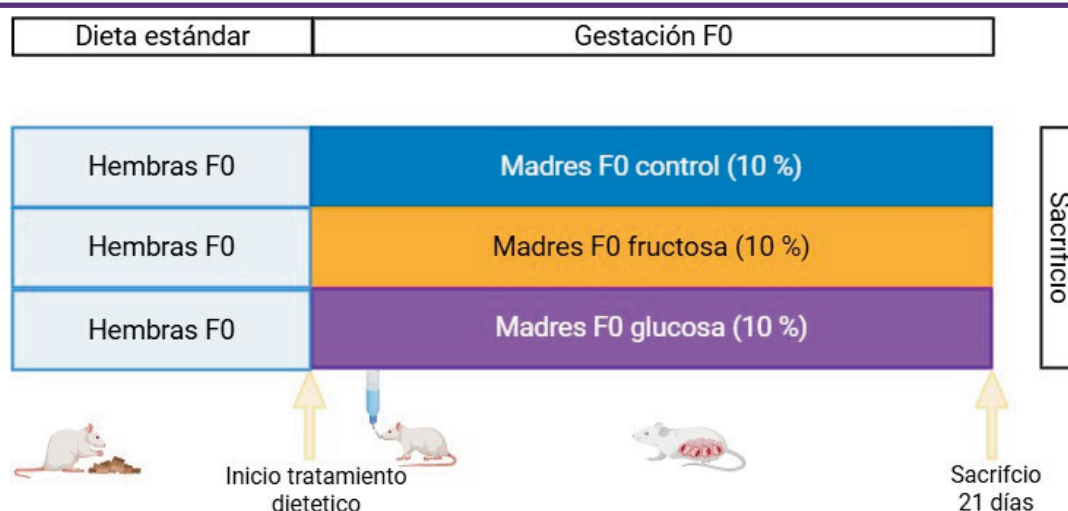 Dieta estándar
Gestación F0
Hembras F0
Madres F0 control (10 %)
Hembras F0
Madres F0 fructosa (10 %)
Hembras F0
Madres F0 glucosa (10 %)
Sacrificio
Inicio tratamiento
dietetico
Sacrifcio
21 días